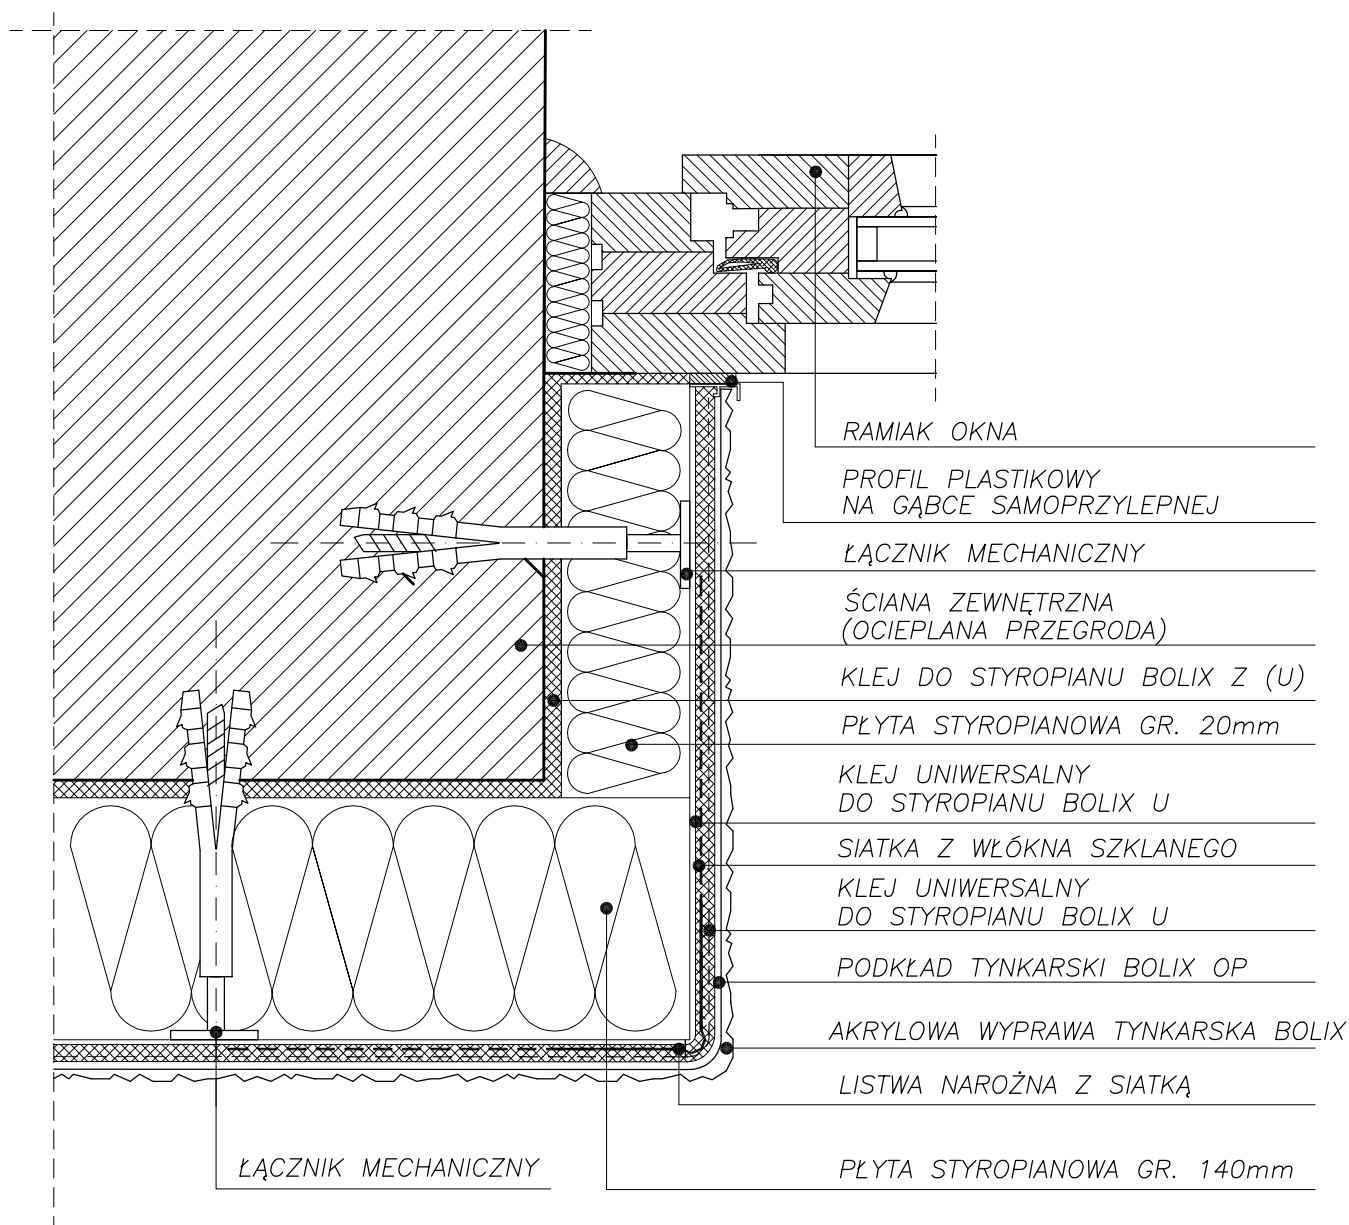 RAMIAK OKNA
PROFIL PLASTIKOWY
NA GĄBCE SAMOPRZYLEPNEJ
ŁĄCZNIK MECHANICZNY
ŚCIANA ZEWNĘTRZNA
(OCIEPLANA PRZEGRODA)
KLEJ DO STYROPIANU BOLIX Z (U)
PŁYTA STYROPIANOWA GR. 20mm
KLEJ UNIWERSALNY
DO STYROPIANU BOLIX U
SIATKA Z WŁÓKNA SZKLANEGO
KLEJ UNIWERSALNY
DO STYROPIANU BOLIX U
PODKŁAD TYNKARSKI BOLIX OP
AKRYLOWA WYPRAWA TYNKARSKA BOLIX
LISTWA NAROŻNA Z SIATKĄ
ŁĄCZNIK MECHANICZNY
PŁYTA STYROPIANOWA GR. 140mm